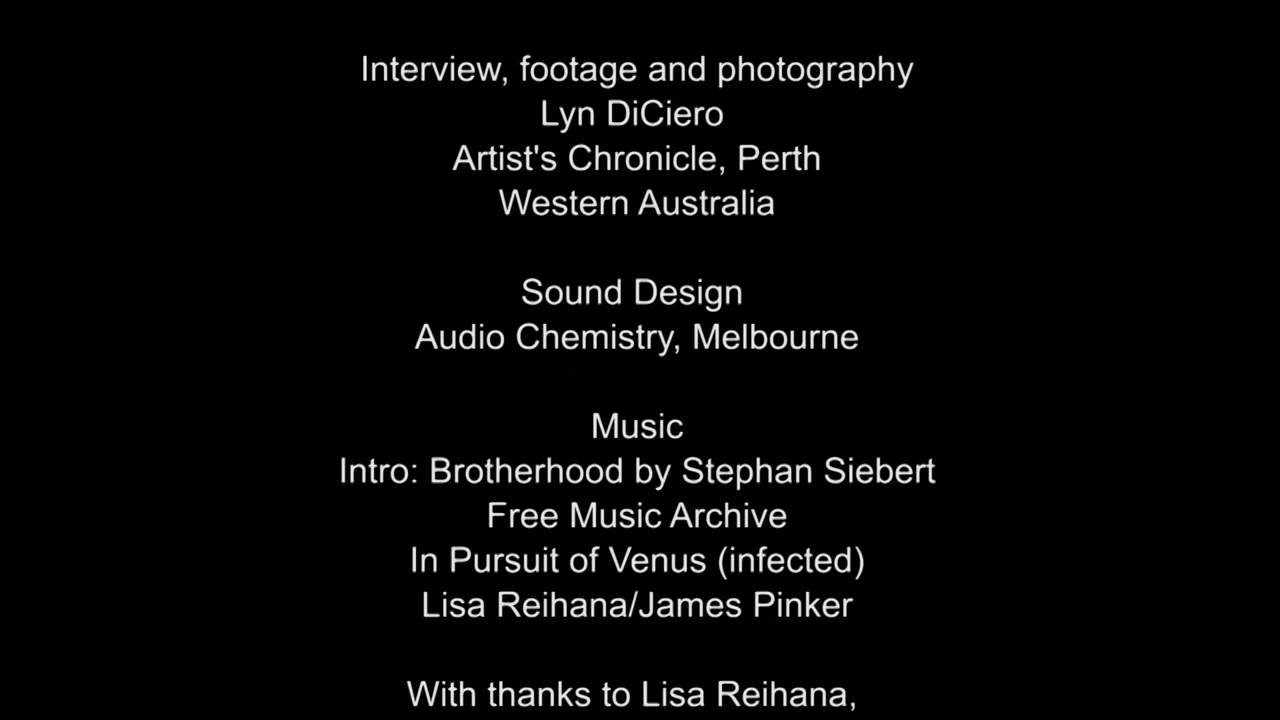 Interview, footage and photography
Lyn DiCiero
Artist's Chronicle, Perth
Western Australia
Sound Design
Audio Chemistry, Melbourne
Music
Intro: Brotherhood by Stephan Siebert
Free Music Archive
In Pursuit of Venus (infected)
Lisa Reihana/James Pinker
With thanks to Lisa Reihana,